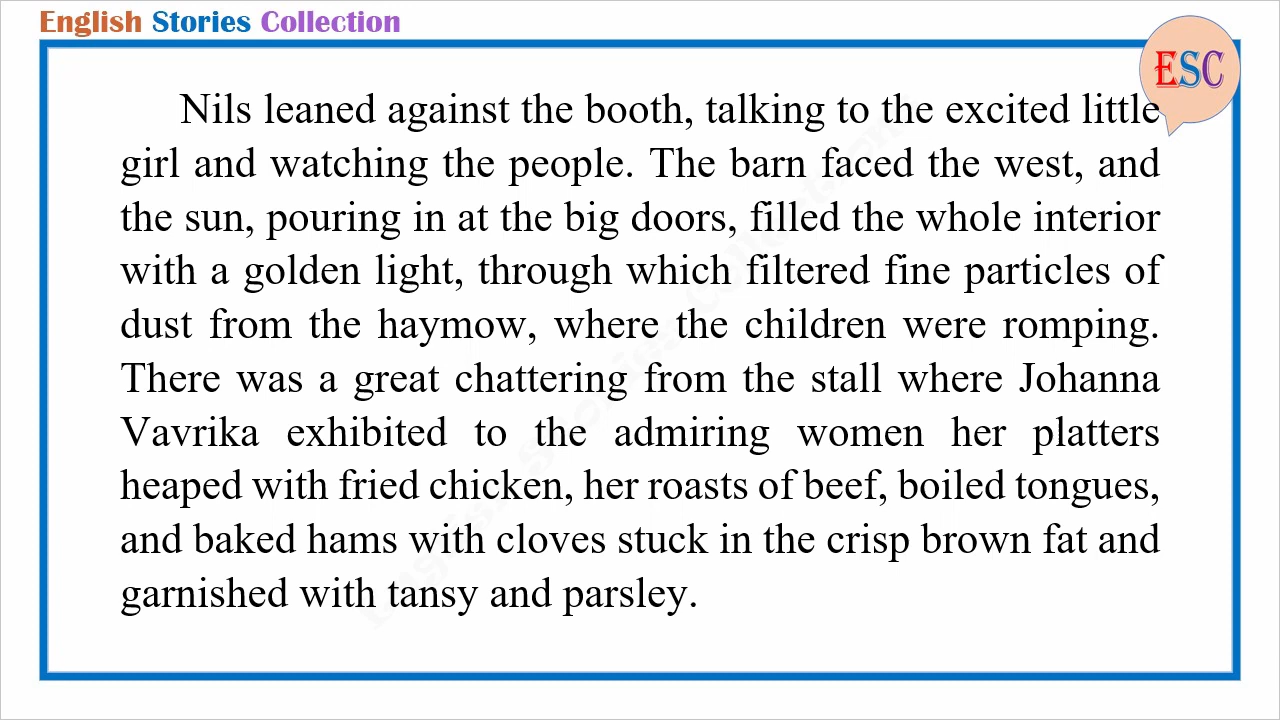 English Stories Collection
ESC
Nils leaned against the booth, talking to the excited little
girl and watching the people. The barn faced the west, and
the sun, pouring in at the big doors, filled the whole interior
with a golden light, through which filtered fine particles of
dust from the haymow, where the children were romping.
There was a great chattering from the stall where Johanna
Vavrika exhibited to the admiring women her platters
heaped with fried chicken, her roasts of beef, boiled tongues,
and baked hams with cloves stuck in the crisp brown fat and
garnished with tansy and parsley.
English Stories Collection